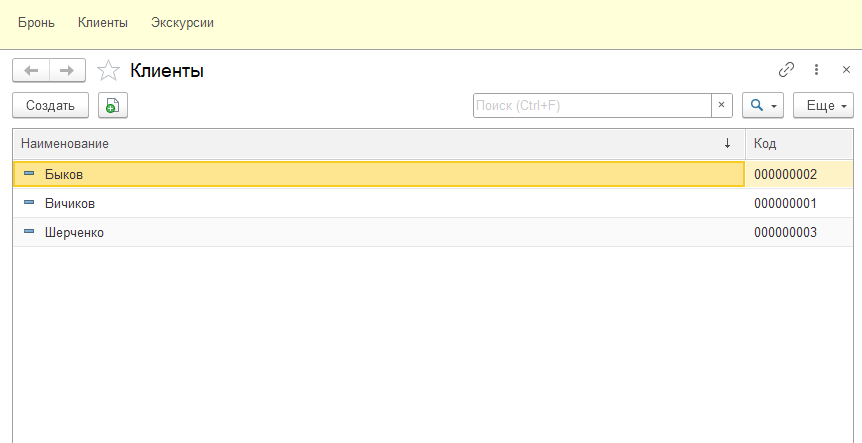 Бронь Клиенты Экскурсии
Клиенты
Создать Поиск (Ctrl+F) Еще
Наименование Код
Быков 000000002
Вичиков 000000001
Шерченко 000000003